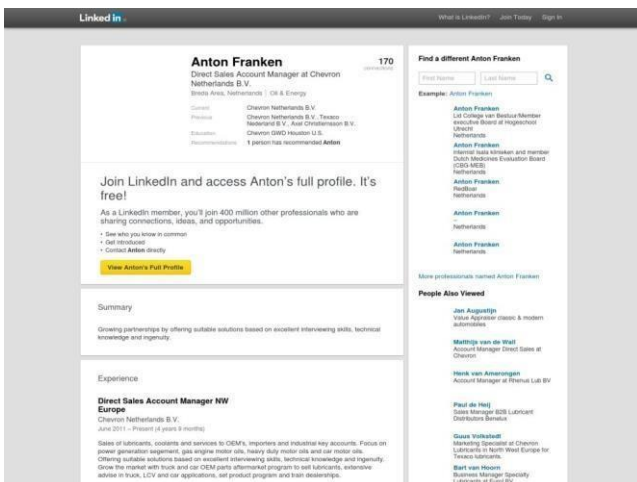 Linked in
What is LinkedIn? Join Today Sign In
Anton Franken
170
Direct Sales Account Manager at Chevron
Netherlands B.V.
Breda Area, Netherlands | Oil & Energy
Current Chevron Netherlands B.V.
Previous Chevron Netherlands B.V., Texaco
Nederland B.V., Axel Christiernsson B.V.
Education Chevron GWD Houston U.S.
Recommendations 1 person has recommended Anton
Join LinkedIn and access Anton's full profile. It's
free!
As a LinkedIn member, you'll join 400 million other professionals who are
sharing connections, ideas, and opportunities.
• See who you know in common
• Get introduced
• Contact Anton directly
View Anton's Full Profile
Summary
Growing partnerships by offering suitable solutions based on excellent interviewing skills, technical
knowledge and ingenuity.
Experience
Direct Sales Account Manager NW
Europe
Chevron Netherlands B.V.
June 2011 – Present (4 years 8 months)
Sales of lubricants, coolants and services to OEM's, importers and industrial key accounts. Focus on
power generation segement, gas engine motor oils, heavy duty motor oils and car motor oils.
Offering suitable solutions based on excellent interviewing skills, technical knowledge and ingenuity.
Grow the market with truck and car OEM parts aftermarket program to sell lubricants, extensive
advise in truck, LCV and car applications, set product program and train dealerships.
Find a different Anton Franken
First Name Last Name
Example: Anton Franken
Anton Franken
Lid College van Bestuur/Member
executive Board at Hogeschool
Utrecht
Netherlands
Anton Franken
internist Isala klinieken and member
Dutch Medicines Evaluation Board
(CBG-MEB)
Netherlands
Anton Franken
RedBoar
Netherlands
Anton Franken
--
Netherlands
Anton Franken
Netherlands
More professionals named Anton Franken
People Also Viewed
Jan Augustijn
Value Appraiser classic & modern
automobiles
Matthijs van de Wall
Account Manager Direct Sales at
Chevron
Henk van Amerongen
Account Manager at Rhenus Lub BV
Paul de Heij
Sales Manager B2B Lubricant
Distributors Benelux
Guus Volkstedt
Marketing Specialist at Chevron
Lubricants in North West Europe for
Texaco lubricants.
Bart van Hoorn
Business Manager Specialty
Lubricants at